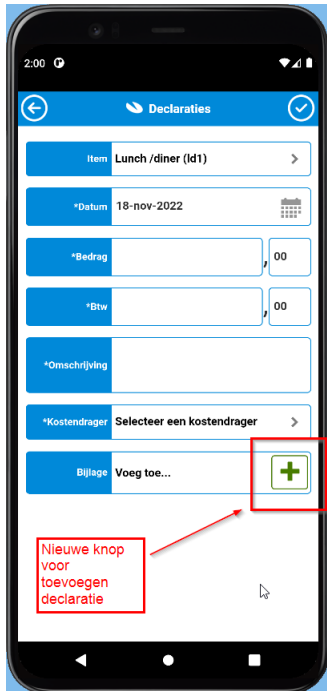 2:00
Declaraties
Item Lunch /diner (ld1)
*Datum 18-nov-2022
*Bedrag , 00
*Btw , 00
*Omschrijving
*Kostendrager Selecteer een kostendrager
Bijlage Voeg toe...
Nieuwe knop
voor
toevoegen
declaratie